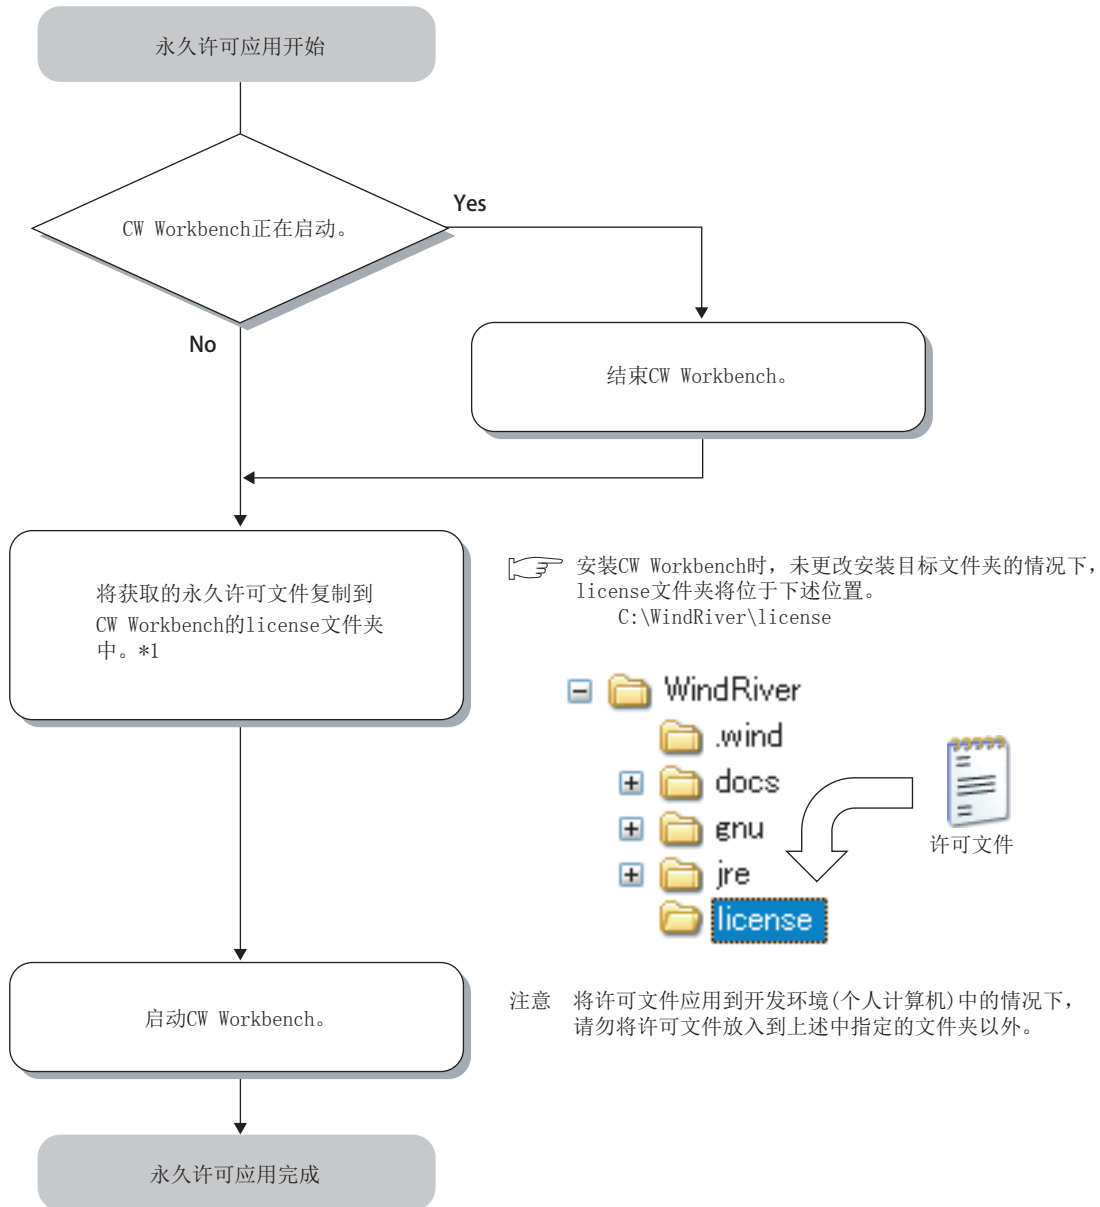 永久许可应用开始
CW Workbench正在启动。
Yes
No
结束CW Workbench。
将获取的永久许可文件复制到
CW Workbench的license文件夹
中。*1
安装CW Workbench时，未更改安装目标文件夹的情况下，
license文件夹将位于下述位置。
C:\WindRiver\license
WindRiver
.wind
docs
gnu
jre
license
许可文件
启动CW Workbench。
注意 将许可文件应用到开发环境(个人计算机)中的情况下，
请勿将许可文件放入到上述中指定的文件夹以外。
永久许可应用完成